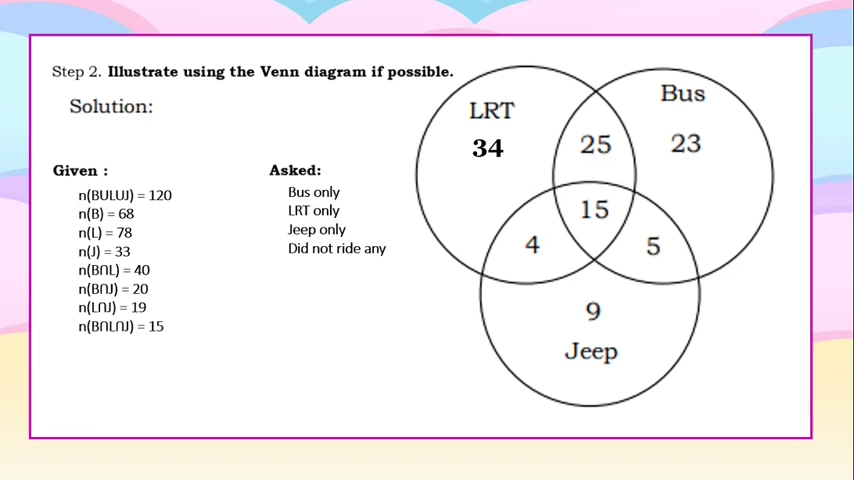 Step 2. Illustrate using the Venn diagram if possible.
Solution:
Given :
n(BULUJ) = 120
n(B) = 68
n(L) = 78
n(J) = 33
n(B∩L) = 40
n(B∩J) = 20
n(L∩J) = 19
n(B∩L∩J) = 15
Asked:
Bus only
LRT only
Jeep only
Did not ride any
LRT
34
Bus
25
23
15
4
5
9
Jeep